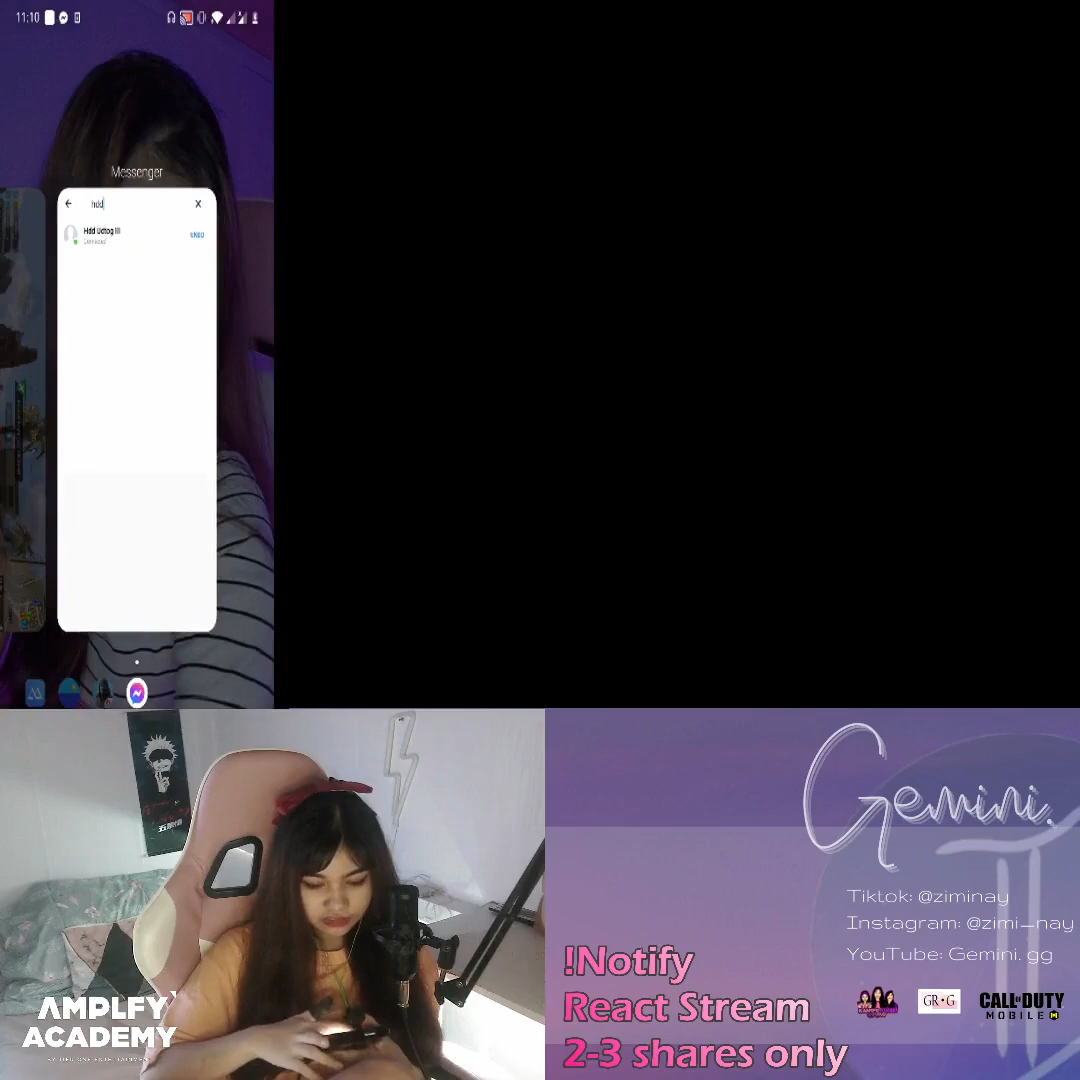 11:10
Messenger
hdd
X
Hdd Udtog
UNDO
Gemini.
Tiktok: @ziminay
Instagram: @zimi_nay
YouTube: Gemini. gg
GR•G
CALL OF DUTY
MOBILE
!Notify
React Stream
2-3 shares only
AMPLFY
ACADEMY